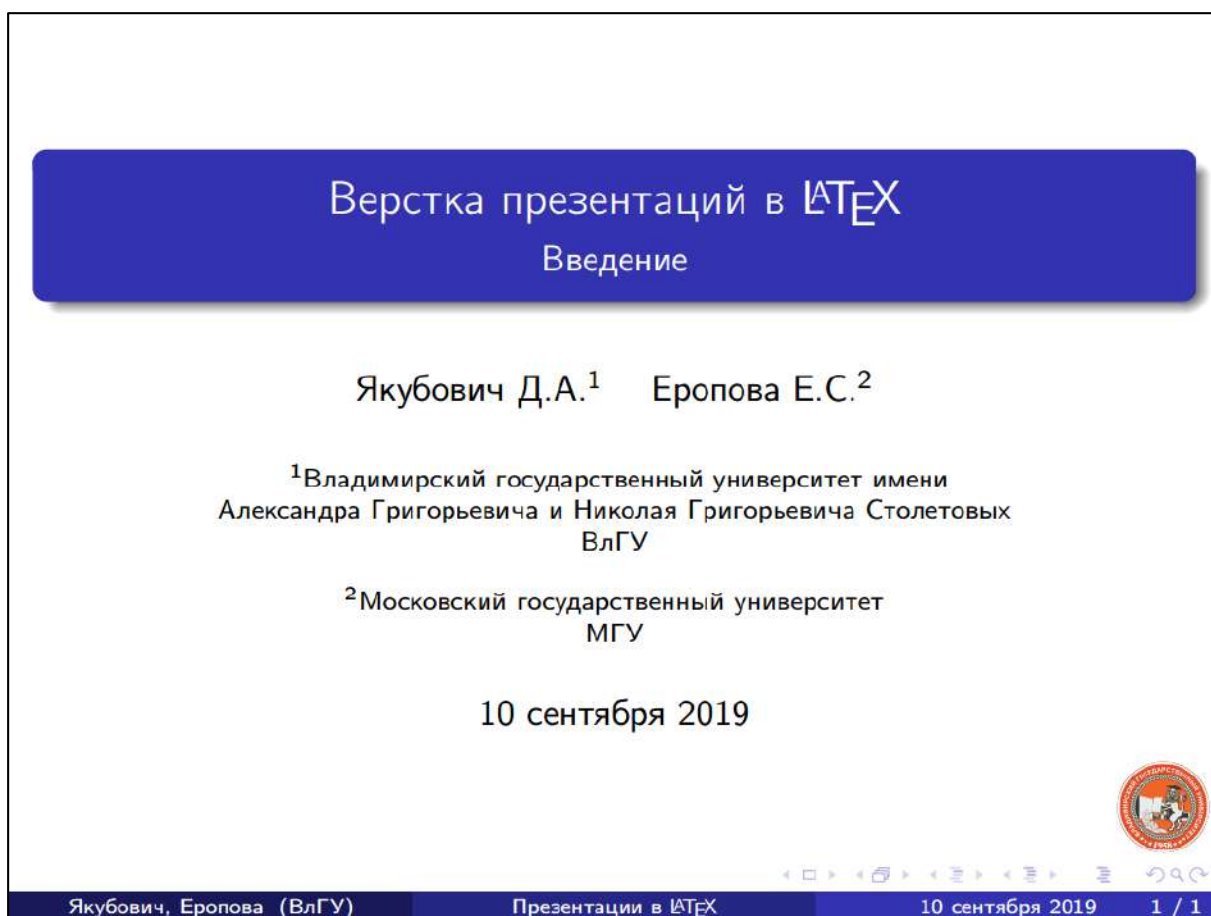 Верстка презентаций в LATEX
Введение
Якубович Д.А.¹ Еропова Е.С.²
¹Владимирский государственный университет имени
Александра Григорьевича и Николая Григорьевича Столетовых
ВлГУ
²Московский государственный университет
МГУ
10 сентября 2019
Якубович, Еропова (ВлГУ) Презентации в LATEX 10 сентября 2019 1 / 1